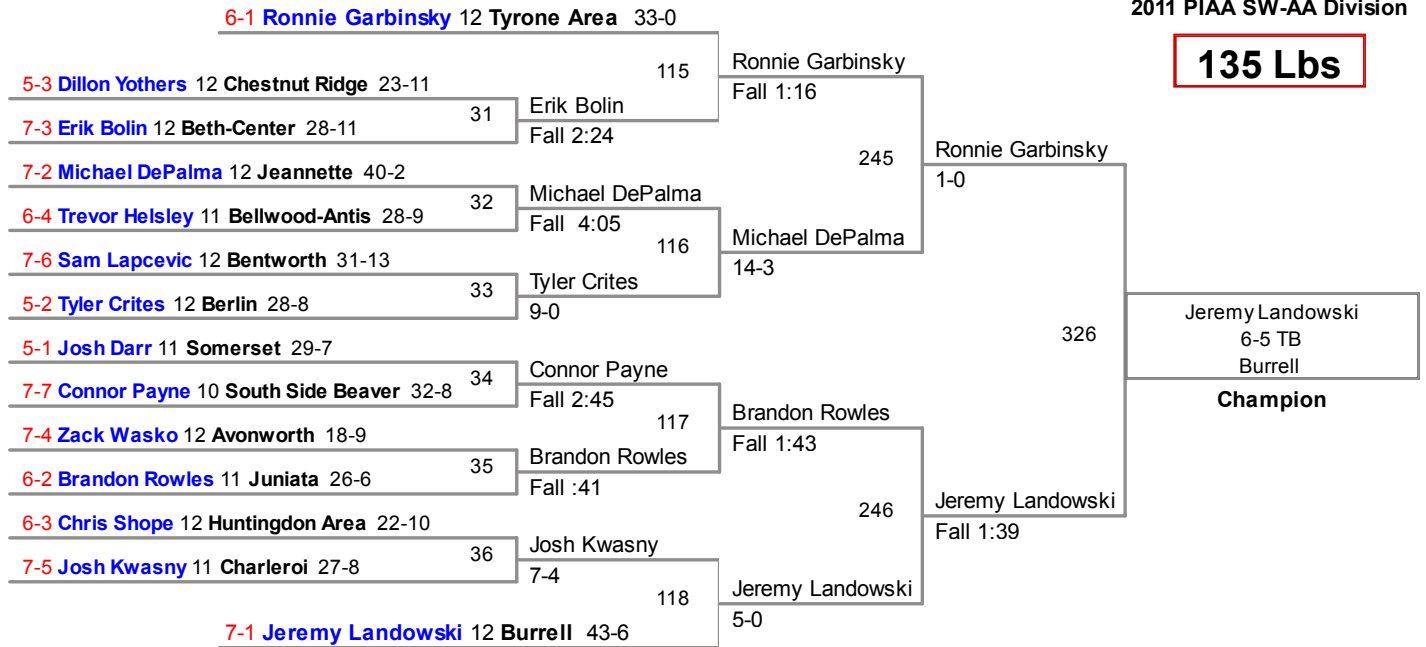 2011 PIAA SW-AA Division
135 Lbs
6-1 Ronnie Garbinsky 12 Tyrone Area 33-0
5-3 Dillon Yothers 12 Chestnut Ridge 23-11
7-3 Erik Bolin 12 Beth-Center 28-11
7-2 Michael DePalma 12 Jeannette 40-2
6-4 Trevor Helsley 11 Bellwood-Antis 28-9
7-6 Sam Lapcevic 12 Bentworth 31-13
5-2 Tyler Crites 12 Berlin 28-8
5-1 Josh Darr 11 Somerset 29-7
7-7 Connor Payne 10 South Side Beaver 32-8
7-4 Zack Wasko 12 Avonworth 18-9
6-2 Brandon Rowles 11 Juniata 26-6
6-3 Chris Shope 12 Huntingdon Area 22-10
7-5 Josh Kwasny 11 Charleroi 27-8
7-1 Jeremy Landowski 12 Burrell 43-6
31
Erik Bolin
Fall 2:24
32
Michael DePalma
Fall 4:05
33
Tyler Crites
9-0
34
Connor Payne
Fall 2:45
35
Brandon Rowles
Fall :41
36
Josh Kwasny
7-4
115
Ronnie Garbinsky
Fall 1:16
116
Michael DePalma
14-3
117
Brandon Rowles
Fall 1:43
118
Jeremy Landowski
5-0
245
Ronnie Garbinsky
1-0
246
Jeremy Landowski
Fall 1:39
326
Jeremy Landowski
6-5 TB
Burrell
Champion